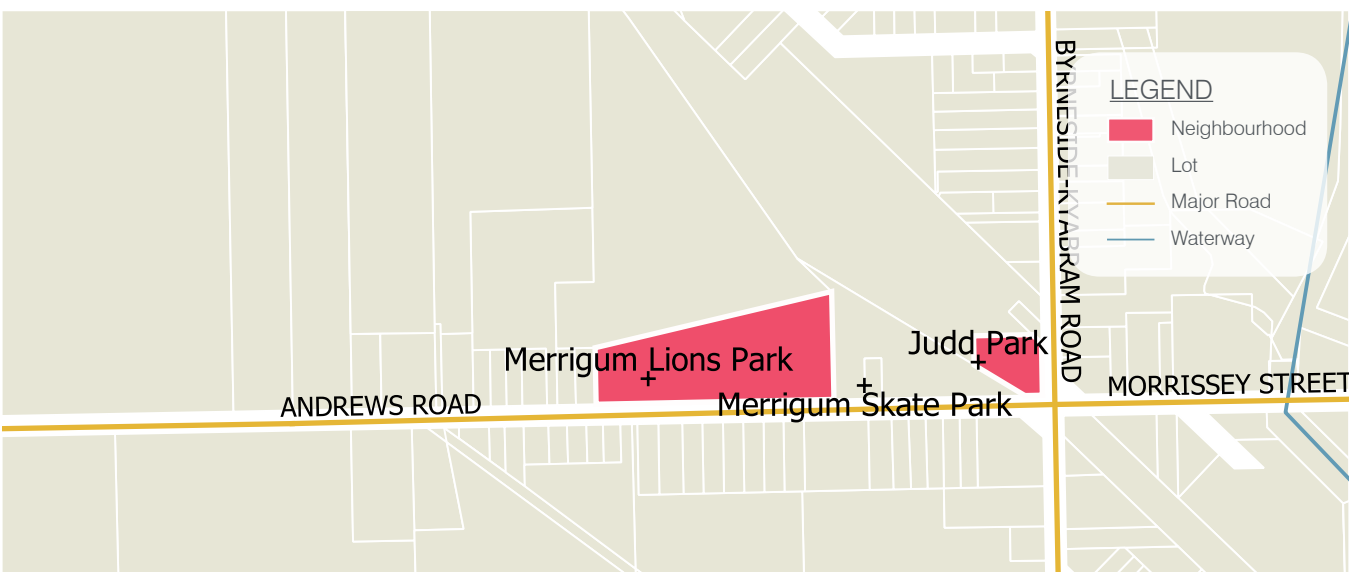 BYRNESIDE-KYABRAM ROAD
LEGEND
Neighbourhood
Lot
Major Road
Waterway
Judd Park
Merrigum Lions Park
MORRISSEY STREET
ANDREWS ROAD
Merrigum Skate Park